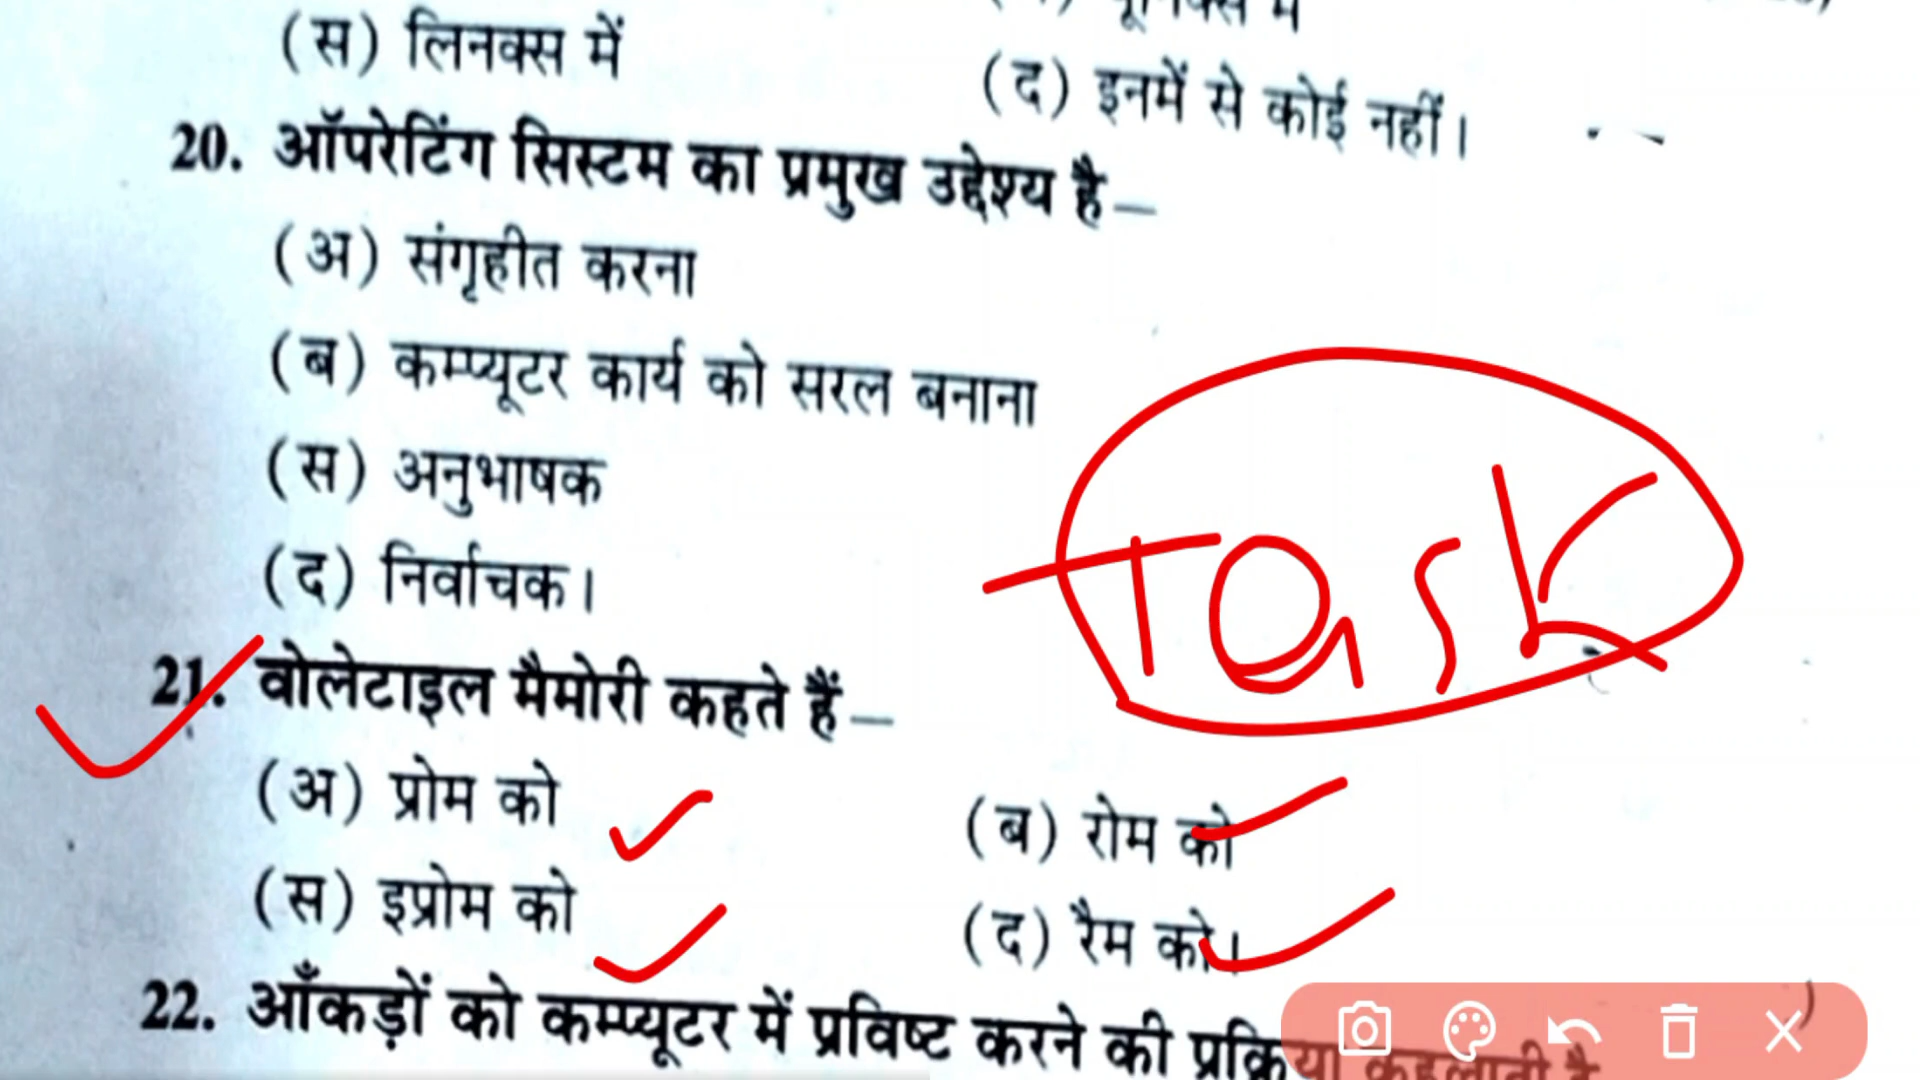 (स) लिनक्स में
(द) इनमें से कोई नहीं।
20. ऑपरेटिंग सिस्टम का प्रमुख उद्देश्य है–
(अ) संगृहीत करना
(ब) कम्प्यूटर कार्य को सरल बनाना
(स) अनुभाषक
(द) निर्वाचक।
Task
21. वोलेटाइल मैमोरी कहते हैं–
(अ) प्रोम को
(ब) रोम को
(स) इप्रोम को
(द) रैम को।
22. आँकड़ों को कम्प्यूटर में प्रविष्ट करने की प्रक्रिया कहलाती है